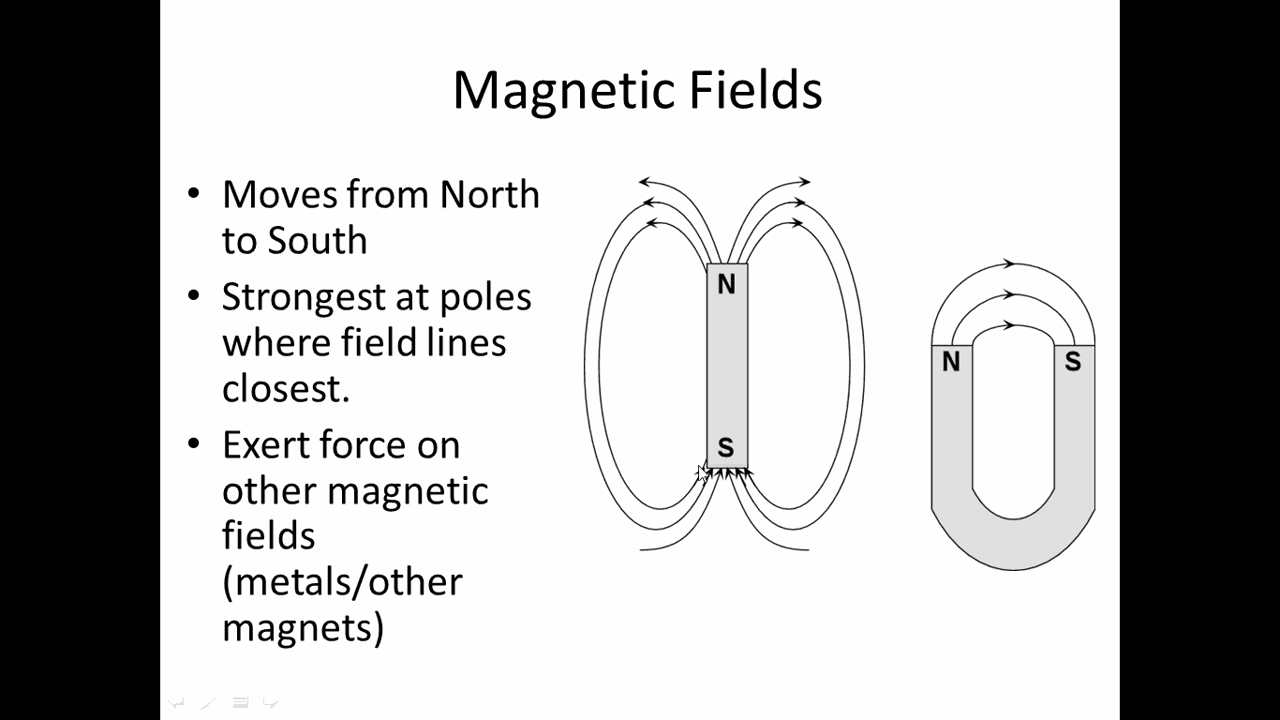 Magnetic Fields
• Moves from North
to South
• Strongest at poles
where field lines
closest.
• Exert force on
other magnetic
fields
(metals/other
magnets)
N
S
N
S